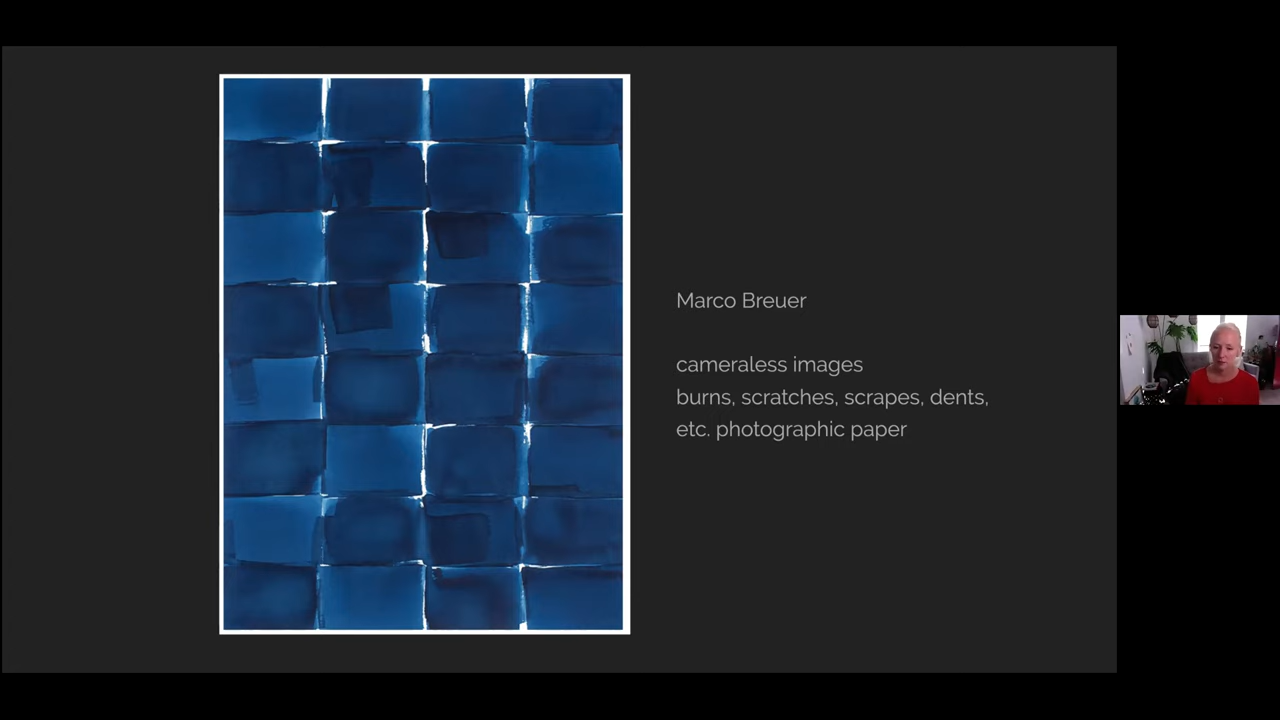 Marco Breuer
cameraless images
burns, scratches, scrapes, dents,
etc. photographic paper